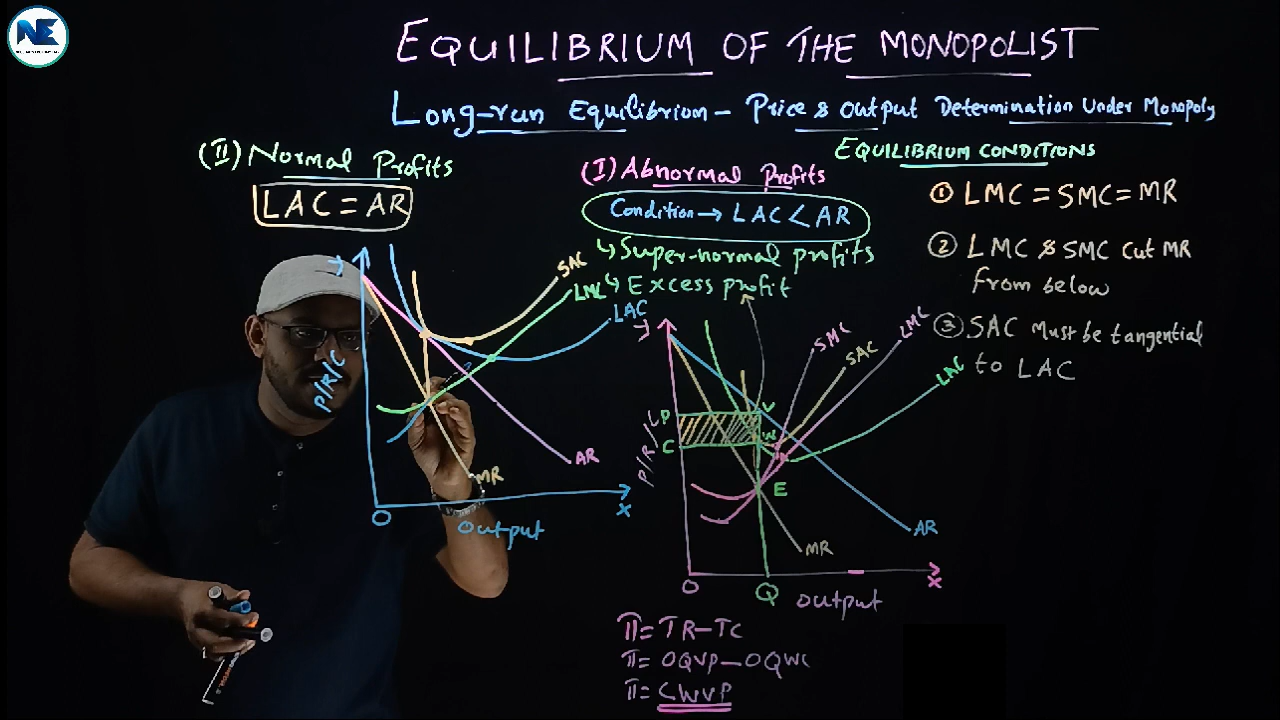 NE
EQUILIBRIUM OF THE MONOPOLIST
Long-run Equilibrium - Price & Output Determination Under Monopoly
(II) Normal Profits
LAC = AR
(I) Abnormal Profits
Condition → LAC < AR
↳ Super-normal profits
↳ Excess profit
EQUILIBRIUM CONDITIONS
① LMC = SMC = MR
② LMC & SMC cut MR
from below
③ SAC Must be tangential
to LAC
Y
P/R/C
SAC
LMC
LAC
AR
MR
O
Output
X
Y
P/R/
P
C
V
W
E
SMC
SAC
LMC
LAC
AR
MR
O
Q
Output
X
π = TR - TC
π = OQVP - OQWC
π = CWVP